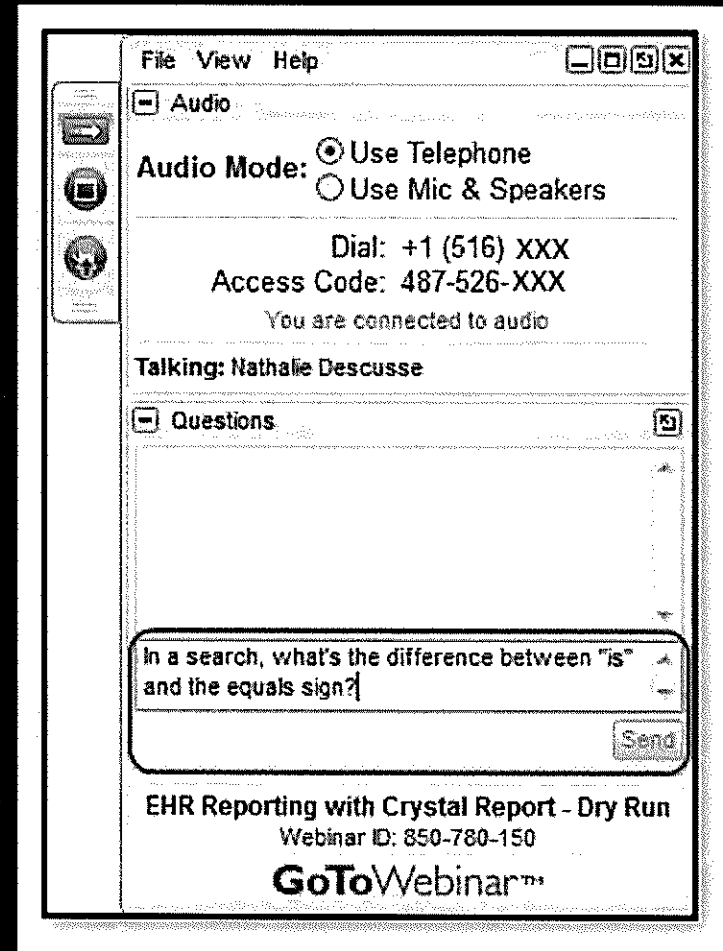 File View Help
Audio
Audio Mode: Use Telephone
Use Mic & Speakers
Dial: +1 (516) XXX
Access Code: 487-526-XXX
You are connected to audio
Talking: Nathalie Descusse
Questions
In a search, what's the difference between "is"
and the equals sign?
Send
EHR Reporting with Crystal Report - Dry Run
Webinar ID: 850-780-150
GoToWebinar™